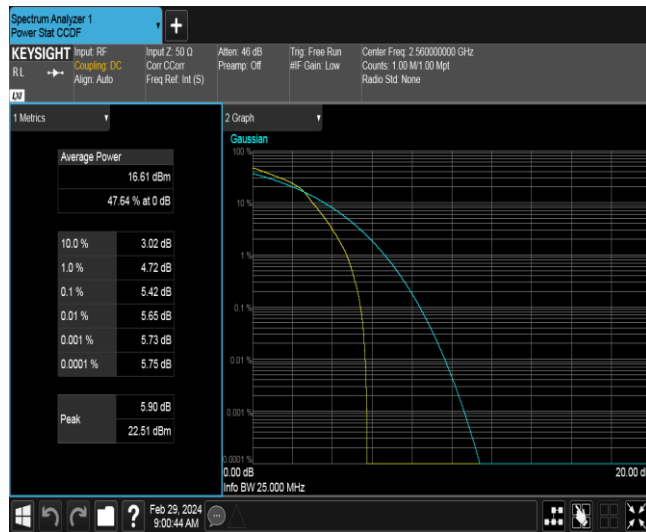 Spectrum Analyzer 1
Power Stat CCDF
+
KEYSIGHT
RL
LXI
Input: RF
Coupling: DC
Align: Auto
Input Z: 50 Ω
Corr CCorr
Freq Ref: Int (S)
Atten: 46 dB
Preamp: Off
Trig: Free Run
#IF Gain: Low
Center Freq: 2.560000000 GHz
Counts: 1.00 M/1.00 Mpt
Radio Std: None
1 Metrics
Average Power
16.61 dBm
47.64 % at 0 dB
10.0 % 3.02 dB
1.0 % 4.72 dB
0.1 % 5.42 dB
0.01 % 5.65 dB
0.001 % 5.73 dB
0.0001 % 5.75 dB
Peak
5.90 dB
22.51 dBm
2 Graph
Gaussian
100 %
10 %
1 %
0.1 %
0.01 %
0.001 %
0.0001 %
0.00 dB
20.00 d
Info BW 25.000 MHz
?
Feb 29, 2024
9:00:44 AM